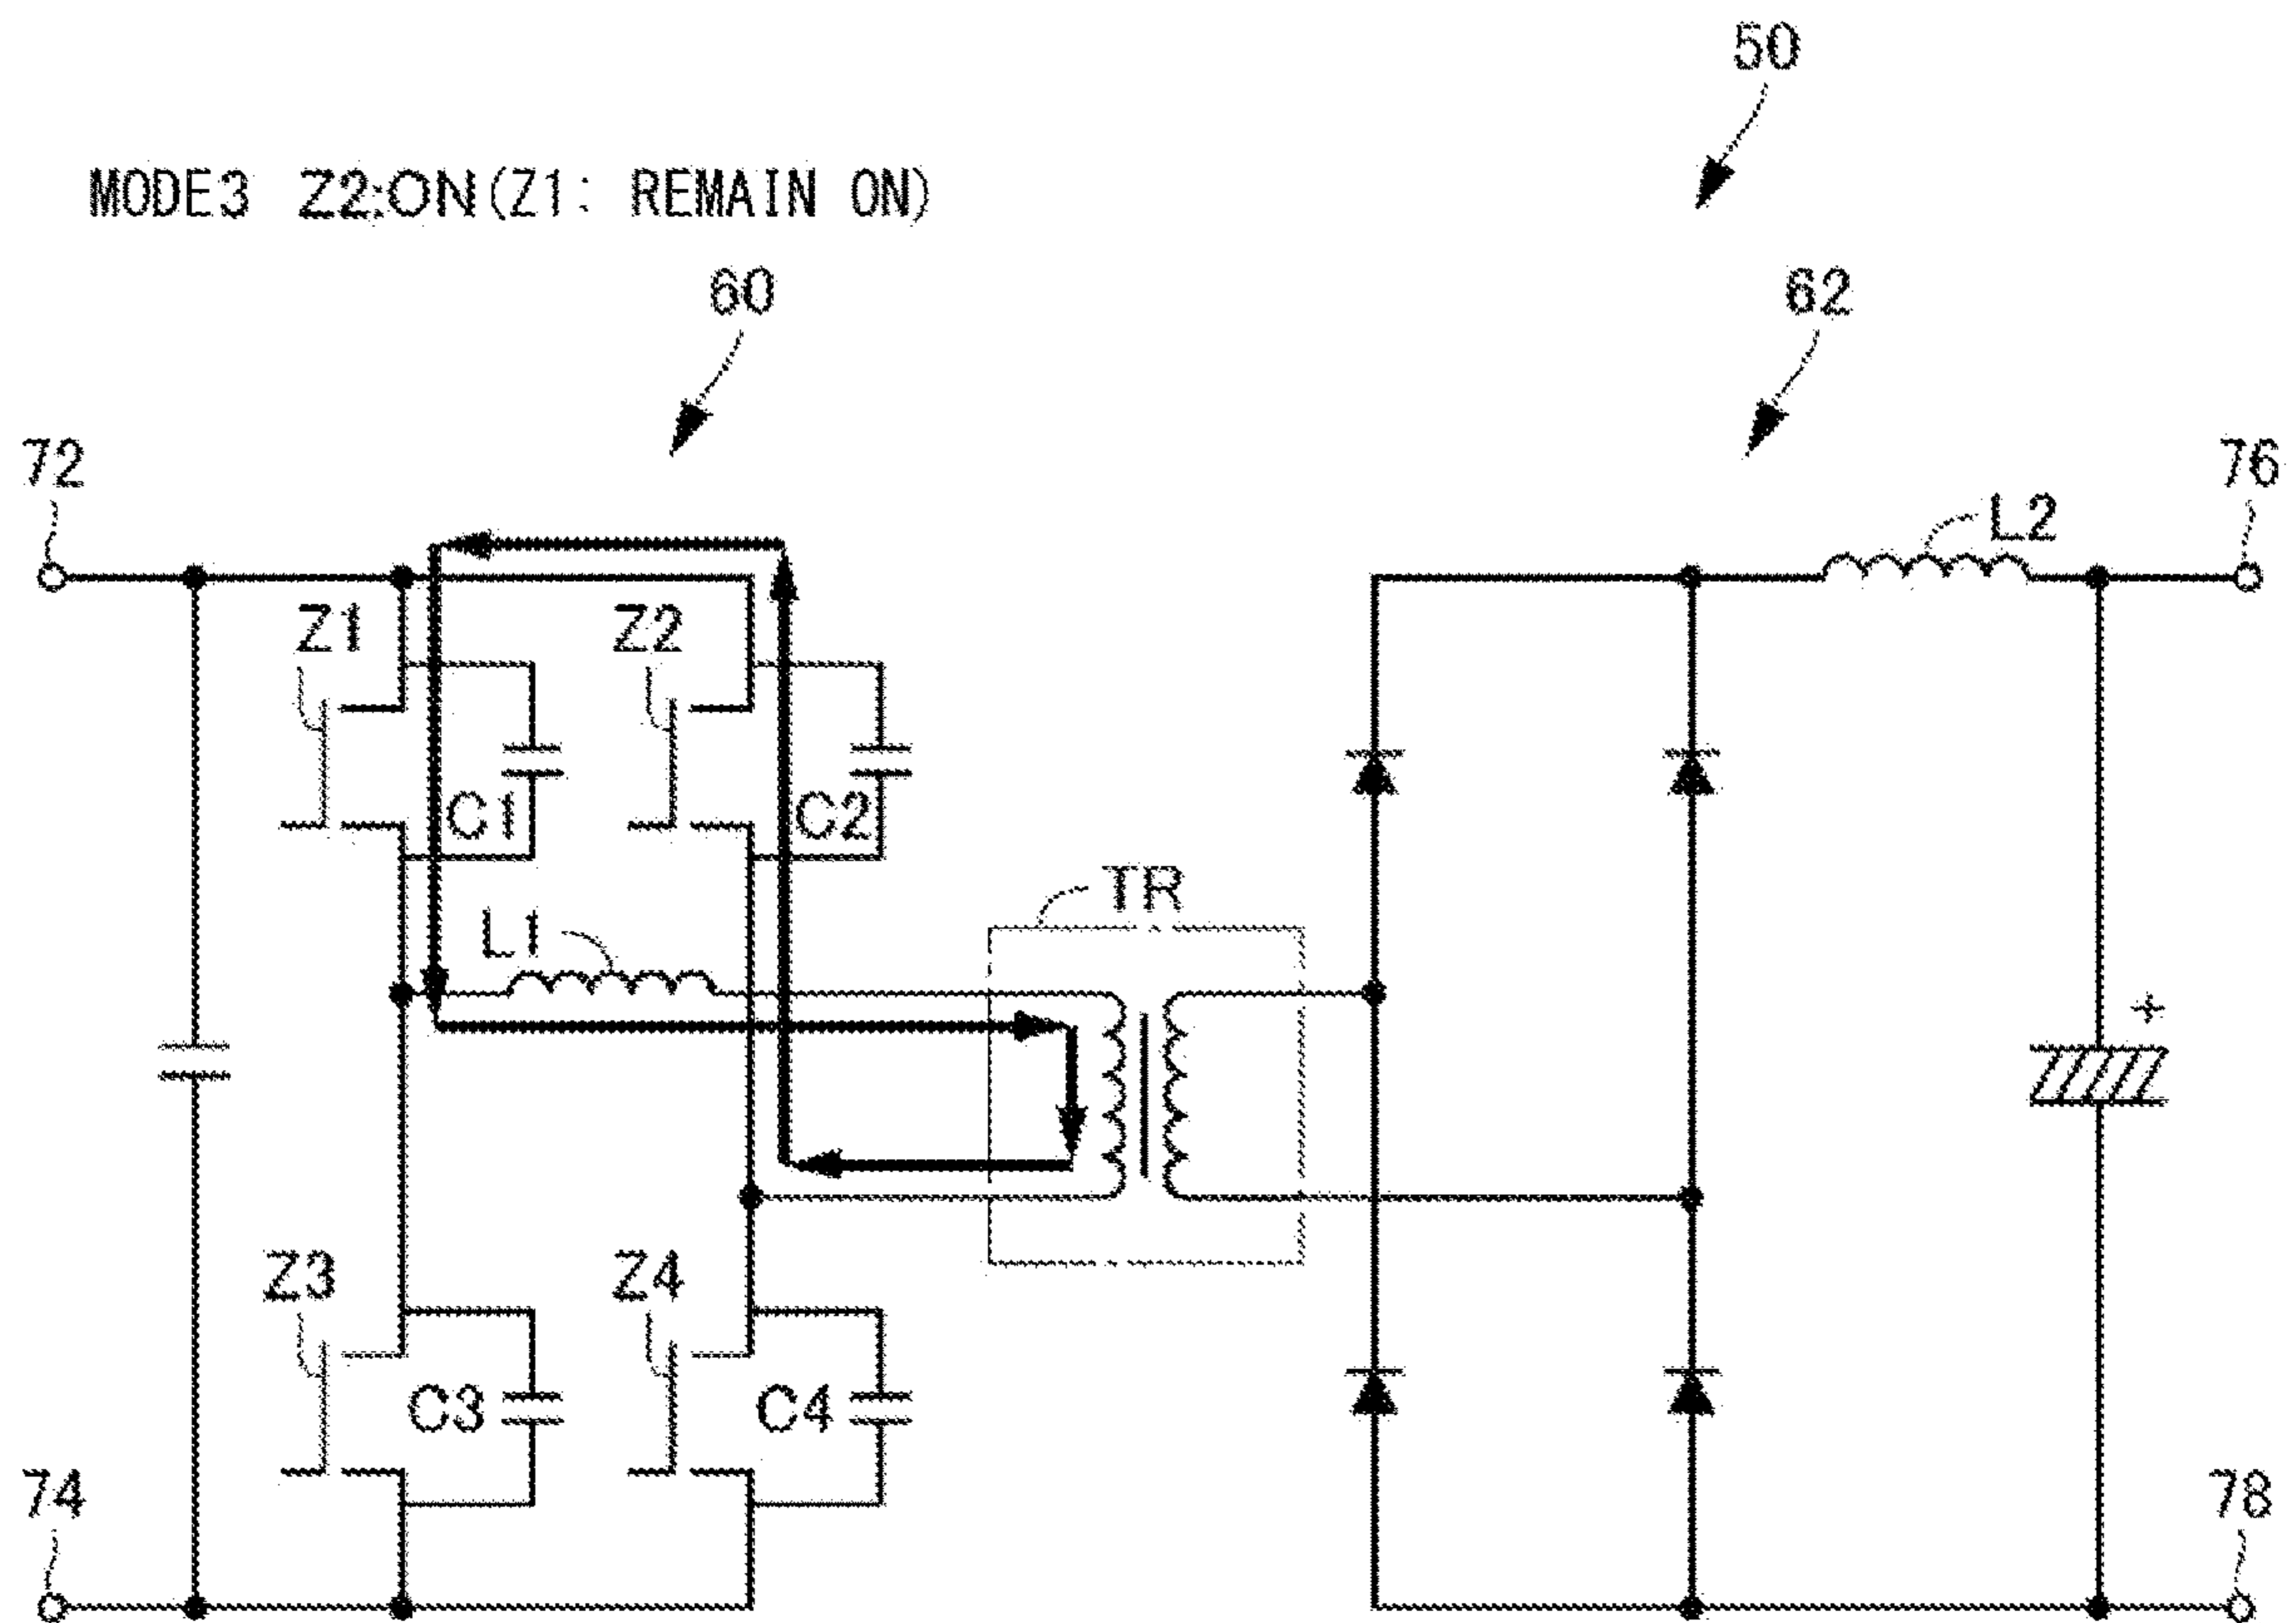 50
MODE3 Z2:ON(Z1: REMAIN ON)
60
62
72
76
L2
Z1
Z2
C1
C2
TR
L1
+
Z3
Z4
C3
C4
74
78